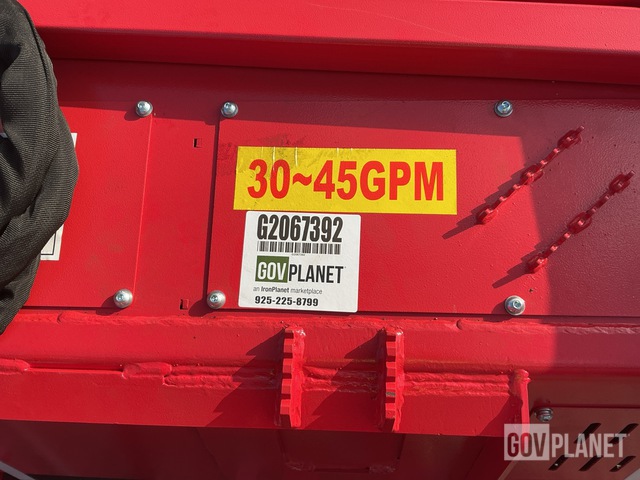 30~45GPM
G2067392
GOVPLANET
an IronPlanet marketplace
925-225-8799
GOVPLANET